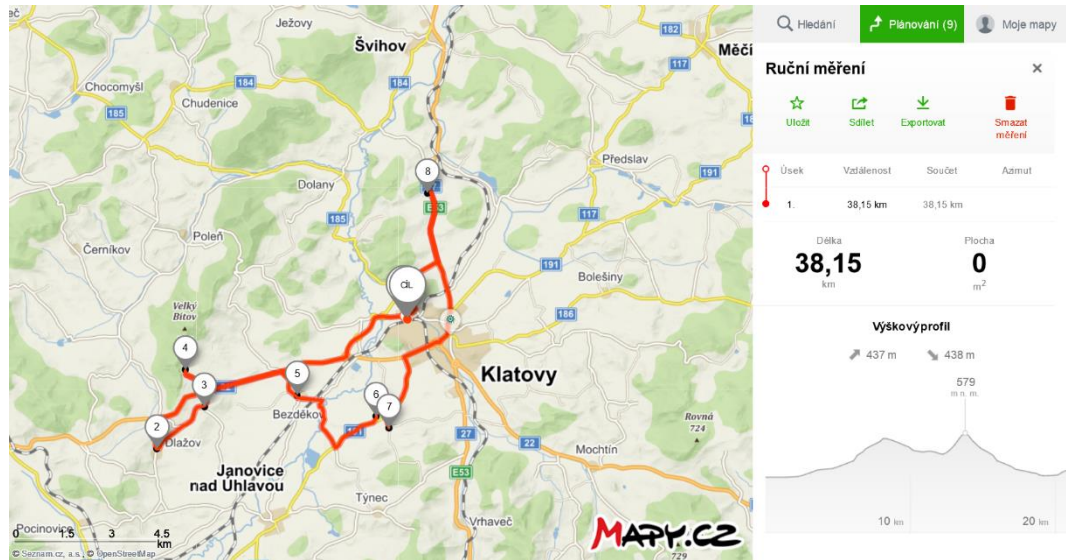 Ježovy
182
Měčí
Švihov
184
184
117
Chocomyšl
Chudenice
185
Předslav
8
191
Dolany
E53
117
185
Poleň
Černíkov
191
Bolešiny
CÍL
Velký
Bítov
186
4
5
3
Klatovy
6
7
Bezděkov
2
Dlažov
Rovná
724
27
22
Mochtín
Janovice
nad Úhlavou
E53
Týnec
Pocinovice
0 1.5 3 4.5
km
Vrhaveč
MAPY.CZ
729
© Seznam.cz, a.s., © OpenStreetMap
Hledání
Plánování (9)
Moje mapy
Ruční měření ×
Uložit
Sdílet
Exportovat
Smazat
měření
Úsek Vzdálenost Součet Azimut
1. 38,15 km 38,15 km
Délka Plocha
38,15 0
km m²
Výškový profil
437 m 438 m
579
m n. m.
10 km 20 km